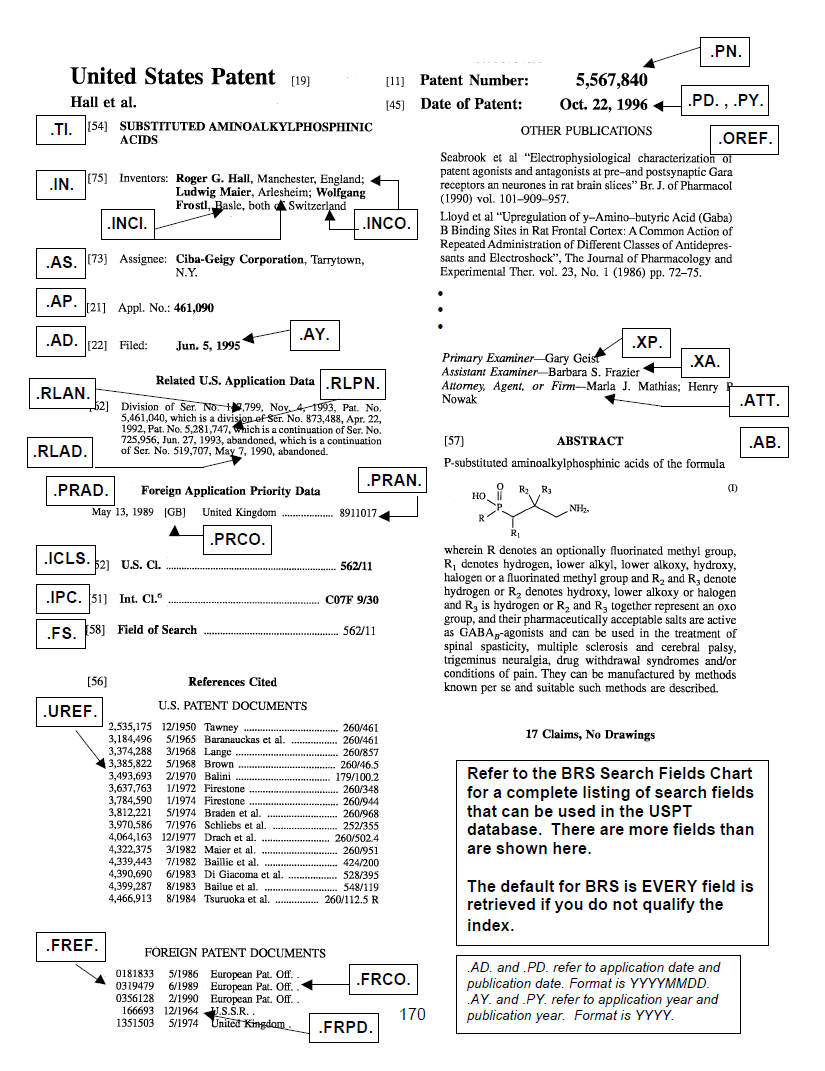 .PN.
United States Patent [19]
Hall et al.
[11] Patent Number: 5,567,840
[45] Date of Patent: Oct. 22, 1996
.PD. , .PY.
.TI.
[54] SUBSTITUTED AMINOALKYLPHOSPHINIC
ACIDS
.IN.
[75] Inventors: Roger G. Hall, Manchester, England;
Ludwig Maier, Arlesheim; Wolfgang
Frostl, Basle, both of Switzerland
.INCI.
.INCO.
.AS.
[73] Assignee: Ciba-Geigy Corporation, Tarrytown,
N.Y.
.AP.
[21] Appl. No.: 461,090
.AD.
[22] Filed: Jun. 5, 1995
.AY.
Related U.S. Application Data
.RLPN.
.RLAN.
Division of Ser. No. 799, Nov. 4, 1993, Pat. No.
5,461,040, which is a division of Ser. No. 873,488, Apr. 22,
1992, Pat. No. 5,281,747, which is a continuation of Ser. No.
725,956, Jun. 27, 1993, abandoned, which is a continuation
of Ser. No. 519,707, May 7, 1990, abandoned.
.RLAD.
.PRAD.
Foreign Application Priority Data
.PRAN.
May 13, 1989 [GB] United Kingdom .................. 8911017
.PRCO.
.ICLS.
52] U.S. Cl. ........................................................ 562/11
.IPC.
51] Int. Cl.⁶ .................................................. C07F 9/30
.FS.
[58] Field of Search ............................................ 562/11
[56] References Cited
.UREF.
U.S. PATENT DOCUMENTS
2,535,175 12/1950 Tawney ............................... 260/461
3,184,496 5/1965 Baranauckas et al. ............... 260/461
3,374,288 3/1968 Lange ................................. 260/857
3,385,822 5/1968 Brown ................................ 260/46.5
3,493,693 2/1970 Balini ............................... 179/100.2
3,637,763 1/1972 Firestone ............................. 260/348
3,784,590 1/1974 Firestone ............................. 260/944
3,812,221 5/1974 Braden et al. ........................ 260/968
3,970,586 7/1976 Schliebs et al. ...................... 252/355
4,064,163 12/1977 Drach et al. ....................... 260/502.4
4,322,375 3/1982 Maier et al. ......................... 260/951
4,339,443 7/1982 Baillie et al. ........................ 424/200
4,390,690 6/1983 Di Giacoma et al. ................ 528/395
4,399,287 8/1983 Bailue et al. ......................... 548/119
4,466,913 8/1984 Tsuruoka et al. ............... 260/112.5 R
.FREF.
FOREIGN PATENT DOCUMENTS
0181833 5/1986 European Pat. Off. .
0319479 6/1989 European Pat. Off. .
.FRCO.
0356128 2/1990 European Pat. Off. .
166693 12/1964 U.S.S.R. .
1351503 5/1974 United Kingdom .
.FRPD.
170
OTHER PUBLICATIONS
.OREF.
Seabrook et al "Electrophysiological characterization of
patent agonists and antagonists at pre–and postsynaptic Gara
receptors an neurones in rat brain slices" Br. J. of Pharmacol
(1990) vol. 101–909–957.
Lloyd et al "Upregulation of y–Amino–butyric Acid (Gaba)
B Binding Sites in Rat Frontal Cortex: A Common Action of
Repeated Administration of Different Classes of Antidepres-
sants and Electroshock", The Journal of Pharmacology and
Experimental Ther. vol. 23, No. 1 (1986) pp. 72–75.
.XP.
Primary Examiner—Gary Geist
Assistant Examiner—Barbara S. Frazier
.XA.
Attorney, Agent, or Firm—Marla J. Mathias; Henry P.
Nowak
.ATT.
[57] ABSTRACT
.AB.
P-substituted aminoalkylphosphinic acids of the formula
(I)
HO O R₂ R₃
P NH₂,
R
R₁
wherein R denotes an optionally fluorinated methyl group,
R₁ denotes hydrogen, lower alkyl, lower alkoxy, hydroxy,
halogen or a fluorinated methyl group and R₂ and R₃ denote
hydrogen or R₂ denotes hydroxy, lower alkoxy or halogen
and R₃ is hydrogen or R₂ and R₃ together represent an oxo
group, and their pharmaceutically acceptable salts are active
as GABA_B-agonists and can be used in the treatment of
spinal spasticity, multiple sclerosis and cerebral palsy,
trigeminus neuralgia, drug withdrawal syndromes and/or
conditions of pain. They can be manufactured by methods
known per se and suitable such methods are described.
17 Claims, No Drawings
Refer to the BRS Search Fields Chart
for a complete listing of search fields
that can be used in the USPT
database. There are more fields than
are shown here.
The default for BRS is EVERY field is
retrieved if you do not qualify the
index.
.AD. and .PD. refer to application date and
publication date. Format is YYYYMMDD.
.AY. and .PY. refer to application year and
publication year. Format is YYYY.